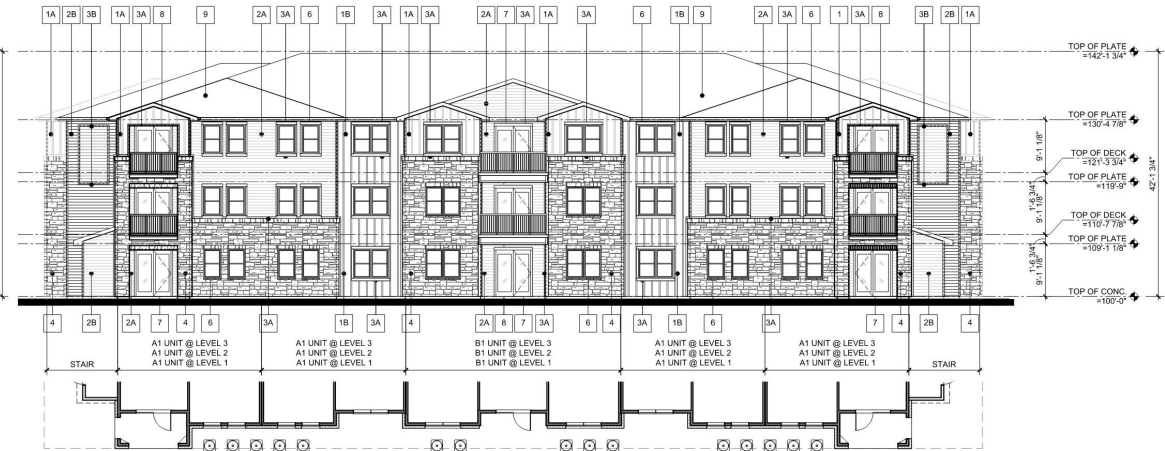 1A 2B 3B 1A 3A 8 9 2A 3A 6 1B 3A 1A 3A 2A 7 3A 1A 3A 6 1B 9 2A 3A 6 1 3A 8 3B 2B 1A
TOP OF PLATE
=142'-1 3/4"
TOP OF PLATE
=130'-4 7/8"
9'-1 1/8"
TOP OF DECK
=121'-3 3/4"
TOP OF PLATE
=119'-9"
1'-6 3/4"
9'-1 1/8"
42'-1 3/4"
TOP OF DECK
=110'-7 7/8"
TOP OF PLATE
=109'-1 1/8"
1'-6 3/4"
9'-1 1/8"
TOP OF CONC.
=100'-0"
4 2B 2A 7 4 6 3A 1B 3A 4 2A 8 7 3A 6 4 3A 1B 6 3A 7 4 2B 4
A1 UNIT @ LEVEL 3 A1 UNIT @ LEVEL 3 B1 UNIT @ LEVEL 3 A1 UNIT @ LEVEL 3 A1 UNIT @ LEVEL 3
A1 UNIT @ LEVEL 2 A1 UNIT @ LEVEL 2 B1 UNIT @ LEVEL 2 A1 UNIT @ LEVEL 2 A1 UNIT @ LEVEL 2
STAIR A1 UNIT @ LEVEL 1 A1 UNIT @ LEVEL 1 B1 UNIT @ LEVEL 1 A1 UNIT @ LEVEL 1 A1 UNIT @ LEVEL 1 STAIR